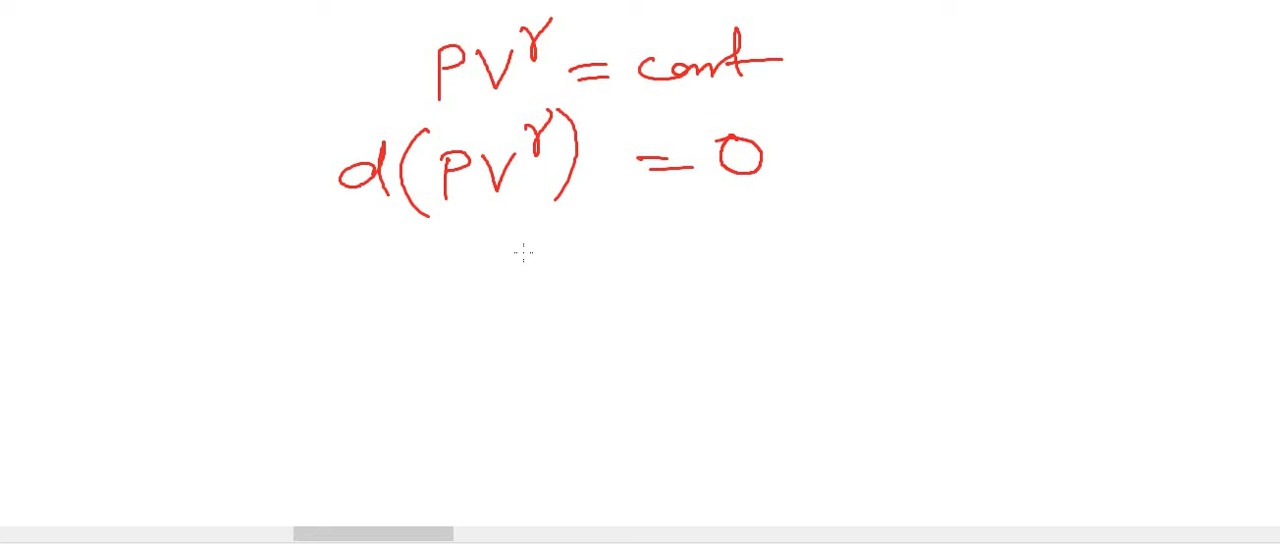 PV^γ = const
d(PV^γ) = 0